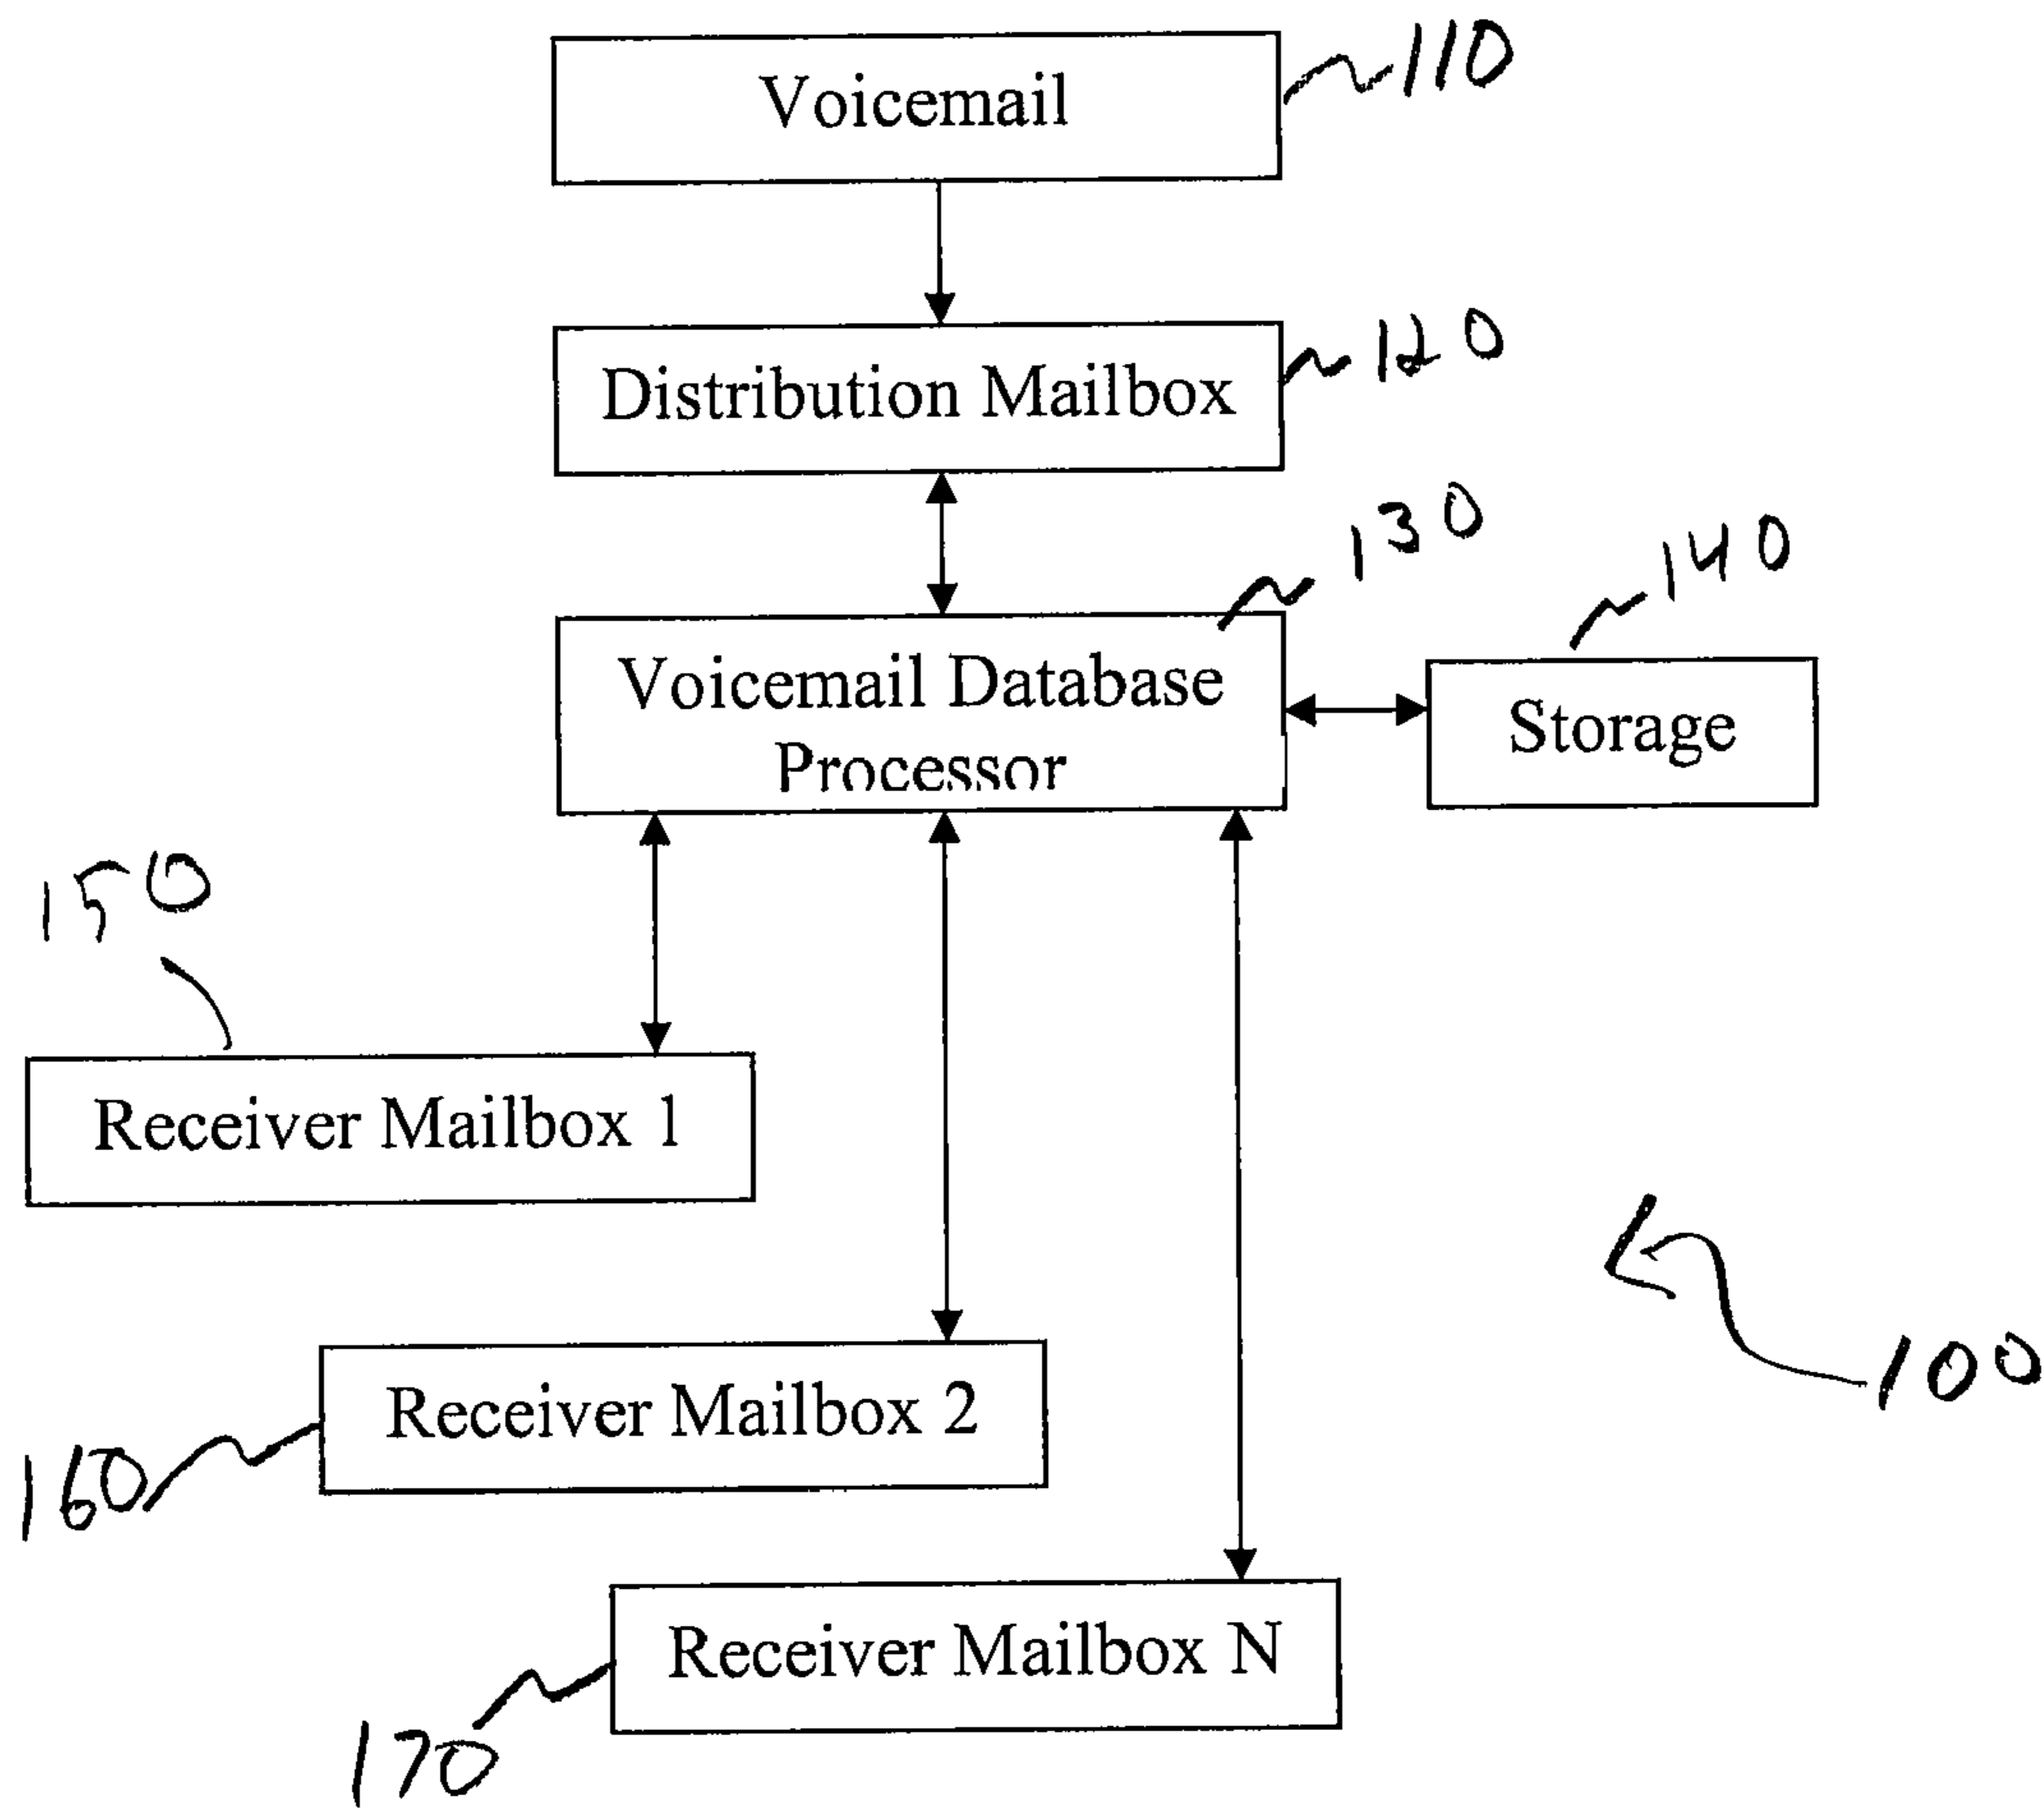 Voicemail
110
Distribution Mailbox
120
130
140
Voicemail Database
Processor
Storage
150
Receiver Mailbox 1
100
Receiver Mailbox 2
160
Receiver Mailbox N
170